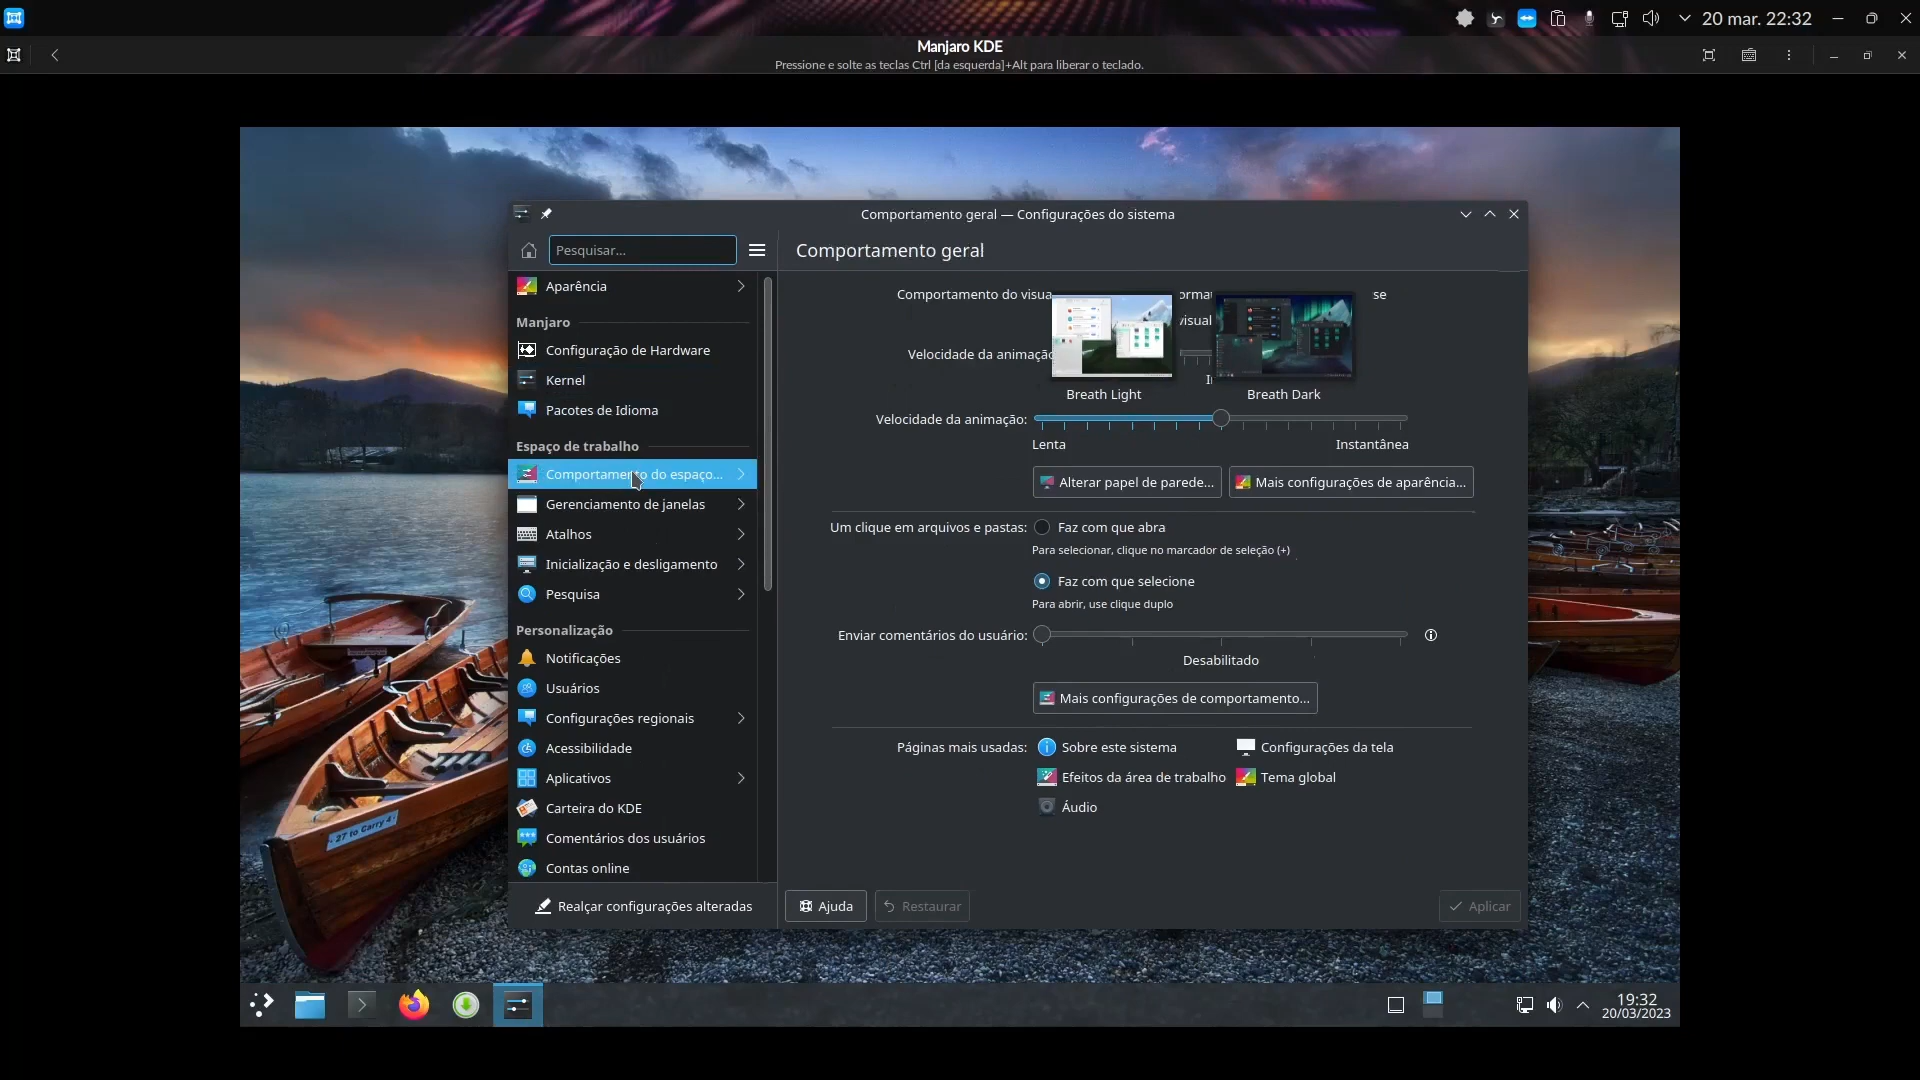 20 mar. 22:32
Manjaro KDE
Pressione e solte as teclas Ctrl [da esquerda]+Alt para liberar o teclado.
Comportamento geral — Configurações do sistema
Pesquisar...
Comportamento geral
Aparência
Manjaro
Configuração de Hardware
Kernel
Pacotes de Idioma
Espaço de trabalho
Comportamento do espaço...
Gerenciamento de janelas
Atalhos
Inicialização e desligamento
Pesquisa
Personalização
Notificações
Usuários
Configurações regionais
Acessibilidade
Aplicativos
Carteira do KDE
Comentários dos usuários
Contas online
Realçar configurações alteradas
Comportamento do visua
se
visual
Velocidade da animação
Breath Light
Breath Dark
Velocidade da animação:
Lenta
Instantânea
Alterar papel de parede...
Mais configurações de aparência...
Um clique em arquivos e pastas:
Faz com que abra
Para selecionar, clique no marcador de seleção (+)
Faz com que selecione
Para abrir, use clique duplo
Enviar comentários do usuário:
Desabilitado
Mais configurações de comportamento...
Páginas mais usadas:
Sobre este sistema
Configurações da tela
Efeitos da área de trabalho
Tema global
Áudio
Ajuda
Restaurar
Aplicar
27 to Carry 4
19:32
20/03/2023